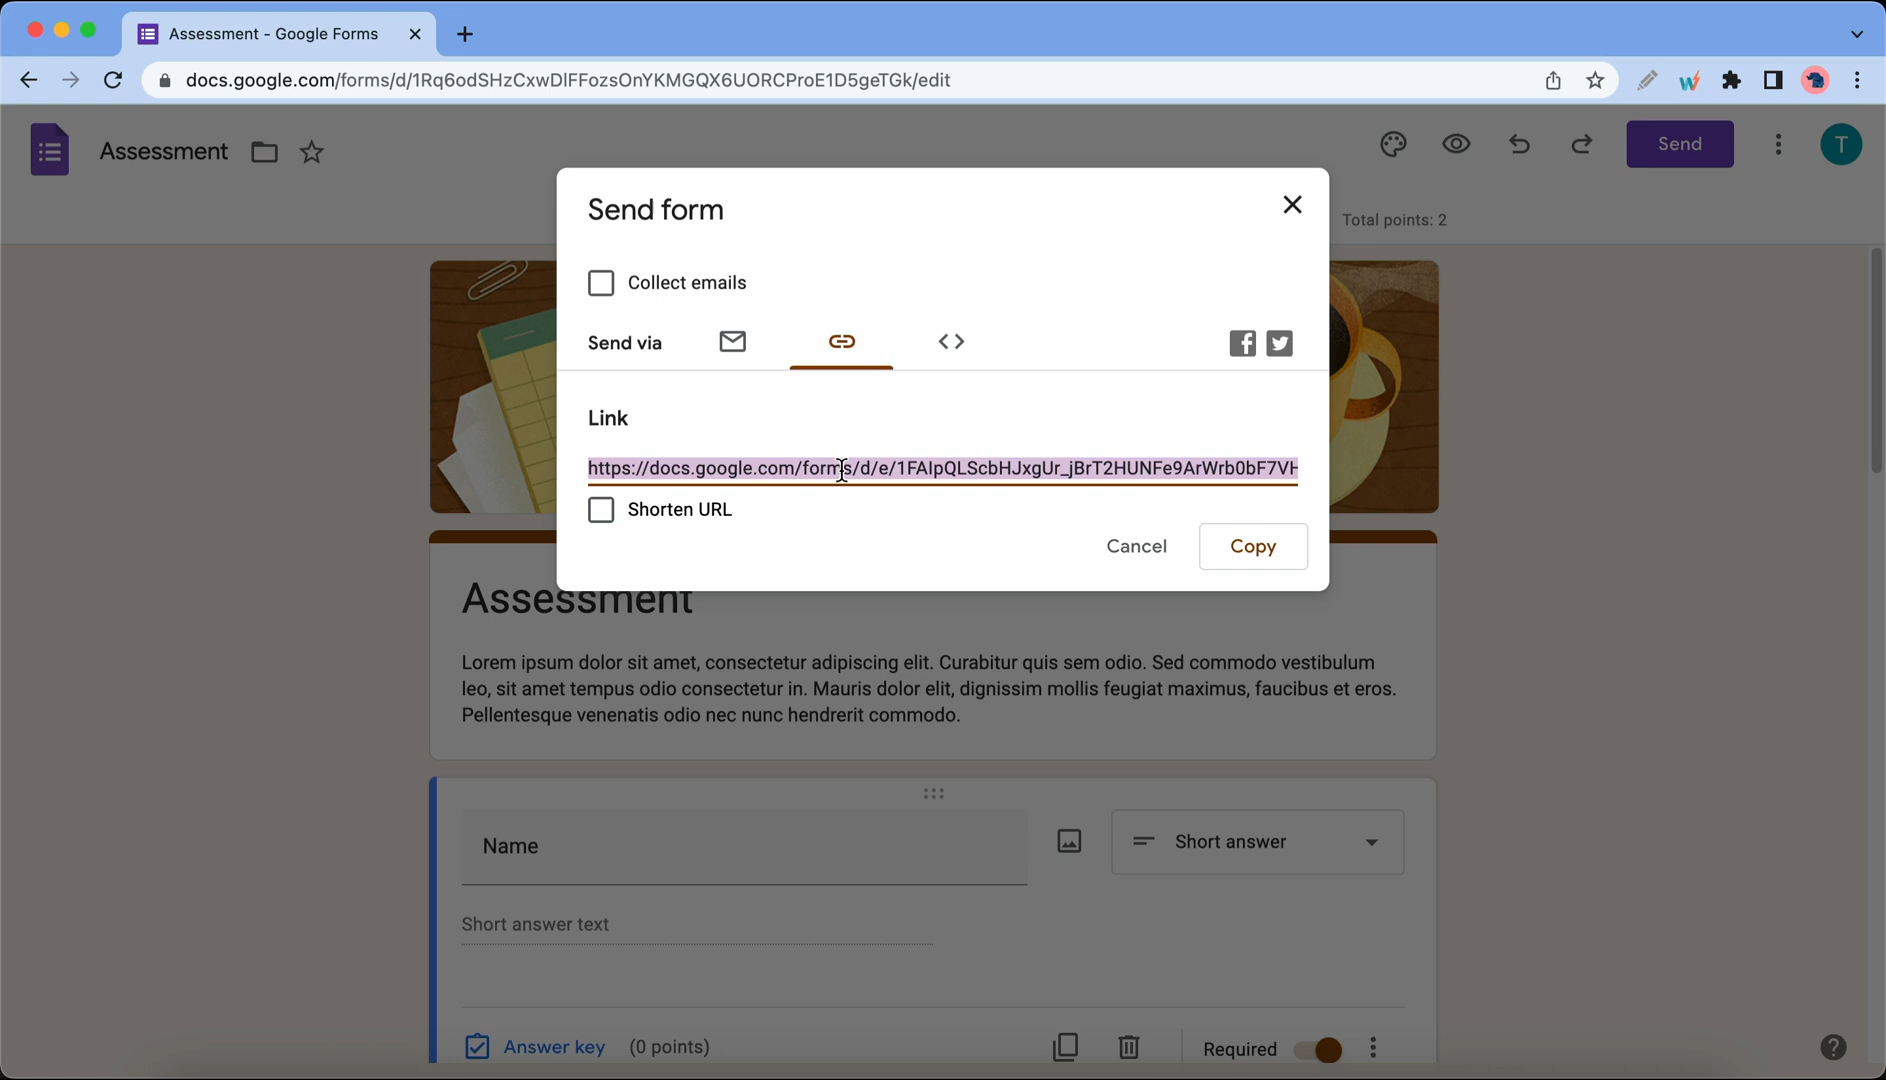 Assessment - Google Forms
docs.google.com/forms/d/1Rq6odSHzCxwDlFFozsOnYKMGQX6UORCProE1D5geTGk/edit
Assessment
Send
T
Total points: 2
Send form
Collect emails
Send via
Link
https://docs.google.com/forms/d/e/1FAIpQLScbHJxgUr_jBrT2HUNFe9ArWrb0bF7VH
Shorten URL
Cancel
Copy
Assessment
Lorem ipsum dolor sit amet, consectetur adipiscing elit. Curabitur quis sem odio. Sed commodo vestibulum
leo, sit amet tempus odio consectetur in. Mauris dolor elit, dignissim mollis feugiat maximus, faucibus et eros.
Pellentesque venenatis odio nec nunc hendrerit commodo.
Name
Short answer
Short answer text
Answer key (0 points)
Required